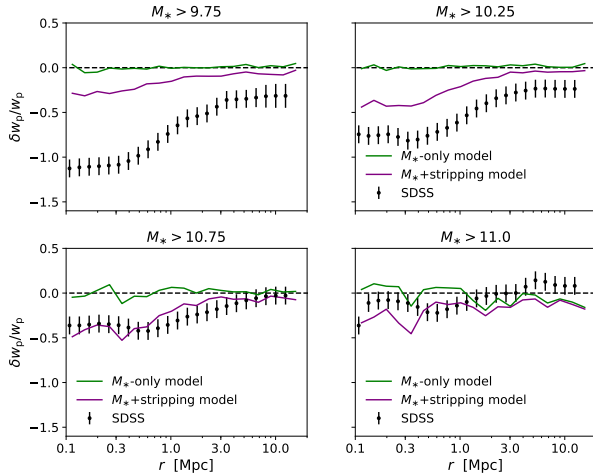 M* > 9.75
M* > 10.25
0.5
0.0
−0.5
−1.0
−1.5
δwp/wp
M*-only model
M*+stripping model
SDSS
M* > 10.75
M* > 11.0
0.5
0.0
−0.5
−1.0
−1.5
δwp/wp
M*-only model
M*+stripping model
SDSS
M*-only model
M*+stripping model
SDSS
0.1 0.3 1.0 3.0 10.0
r [Mpc]
0.1 0.3 1.0 3.0 10.0
r [Mpc]